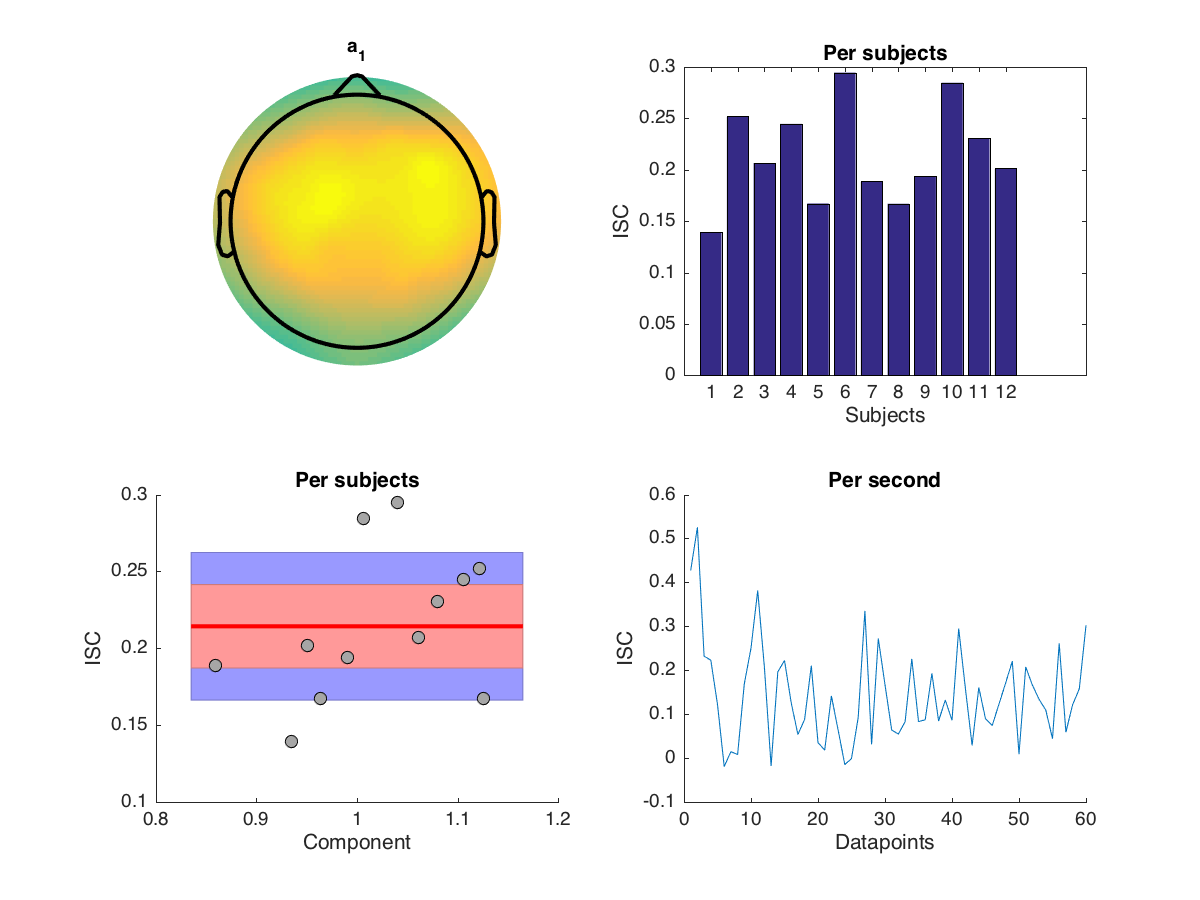 a1
Per subjects
0.3
0.25
0.2
0.15
0.1
0.05
0
ISC
1 2 3 4 5 6 7 8 9 10 11 12
Subjects
Per subjects
0.3
0.25
0.2
0.15
0.1
ISC
0.8 0.9 1 1.1 1.2
Component
Per second
0.6
0.5
0.4
0.3
0.2
0.1
0
-0.1
ISC
0 10 20 30 40 50 60
Datapoints